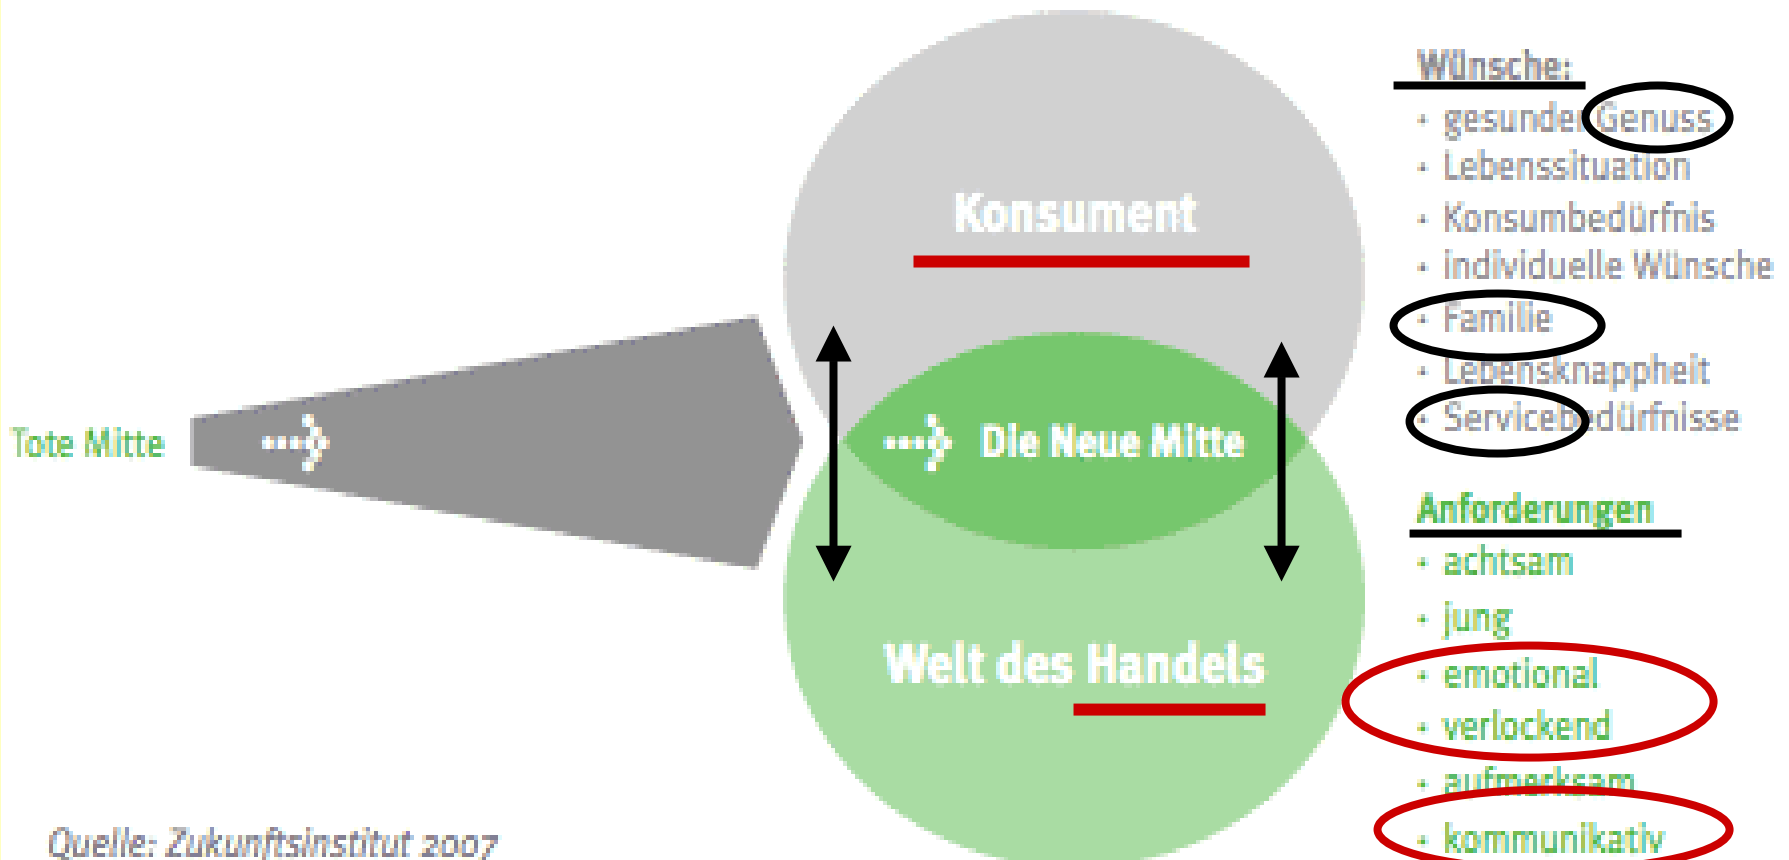 Tote Mitte
Konsument
Die Neue Mitte
Welt des Handels
Wünsche:
· gesunder Genuss
· Lebenssituation
· Konsumbedürfnis
· individuelle Wünsche
· Familie
· Lebensknappheit
· Servicebedürfnisse
Anforderungen
· achtsam
· jung
· emotional
· verlockend
· aufmerksam
· kommunikativ
Quelle: Zukunftsinstitut 2007